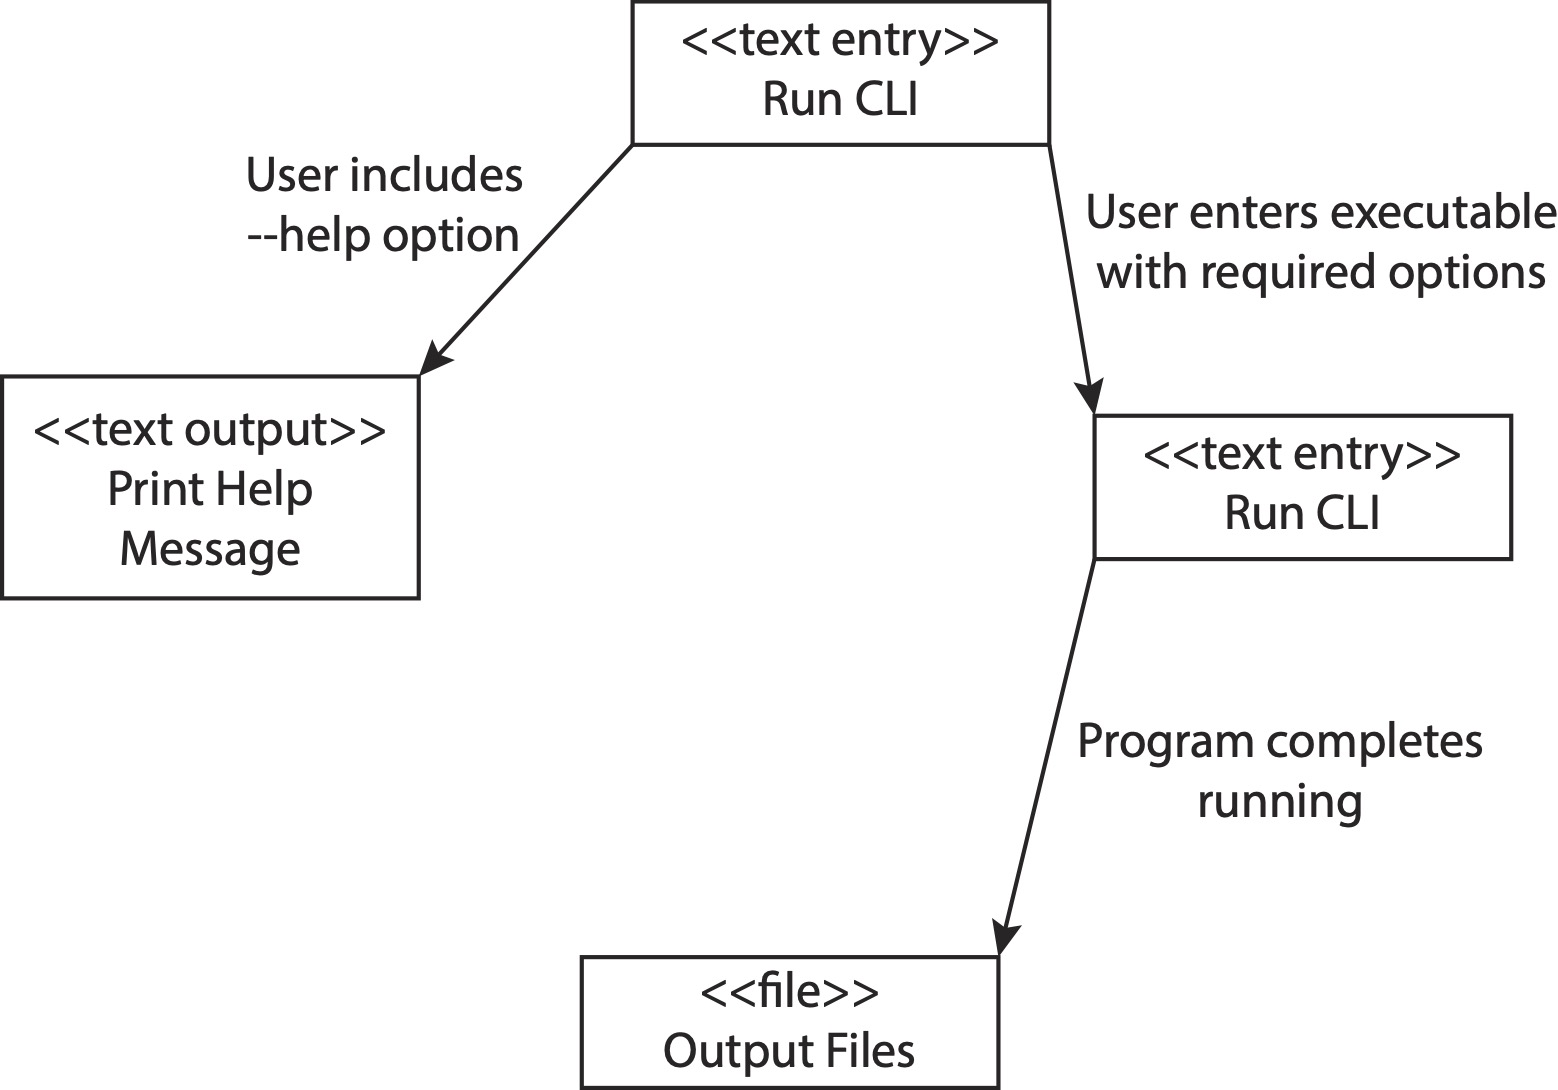 <<text entry>>
Run CLI
User includes
--help option
User enters executable
with required options
<<text output>>
Print Help
Message
<<text entry>>
Run CLI
Program completes
running
<<file>>
Output Files